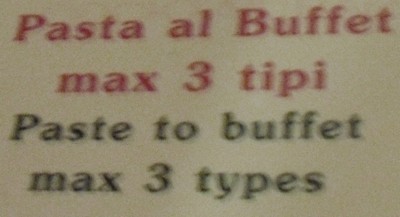 Pasta al Buffet
max 3 tipi
Paste to buffet
max 3 types